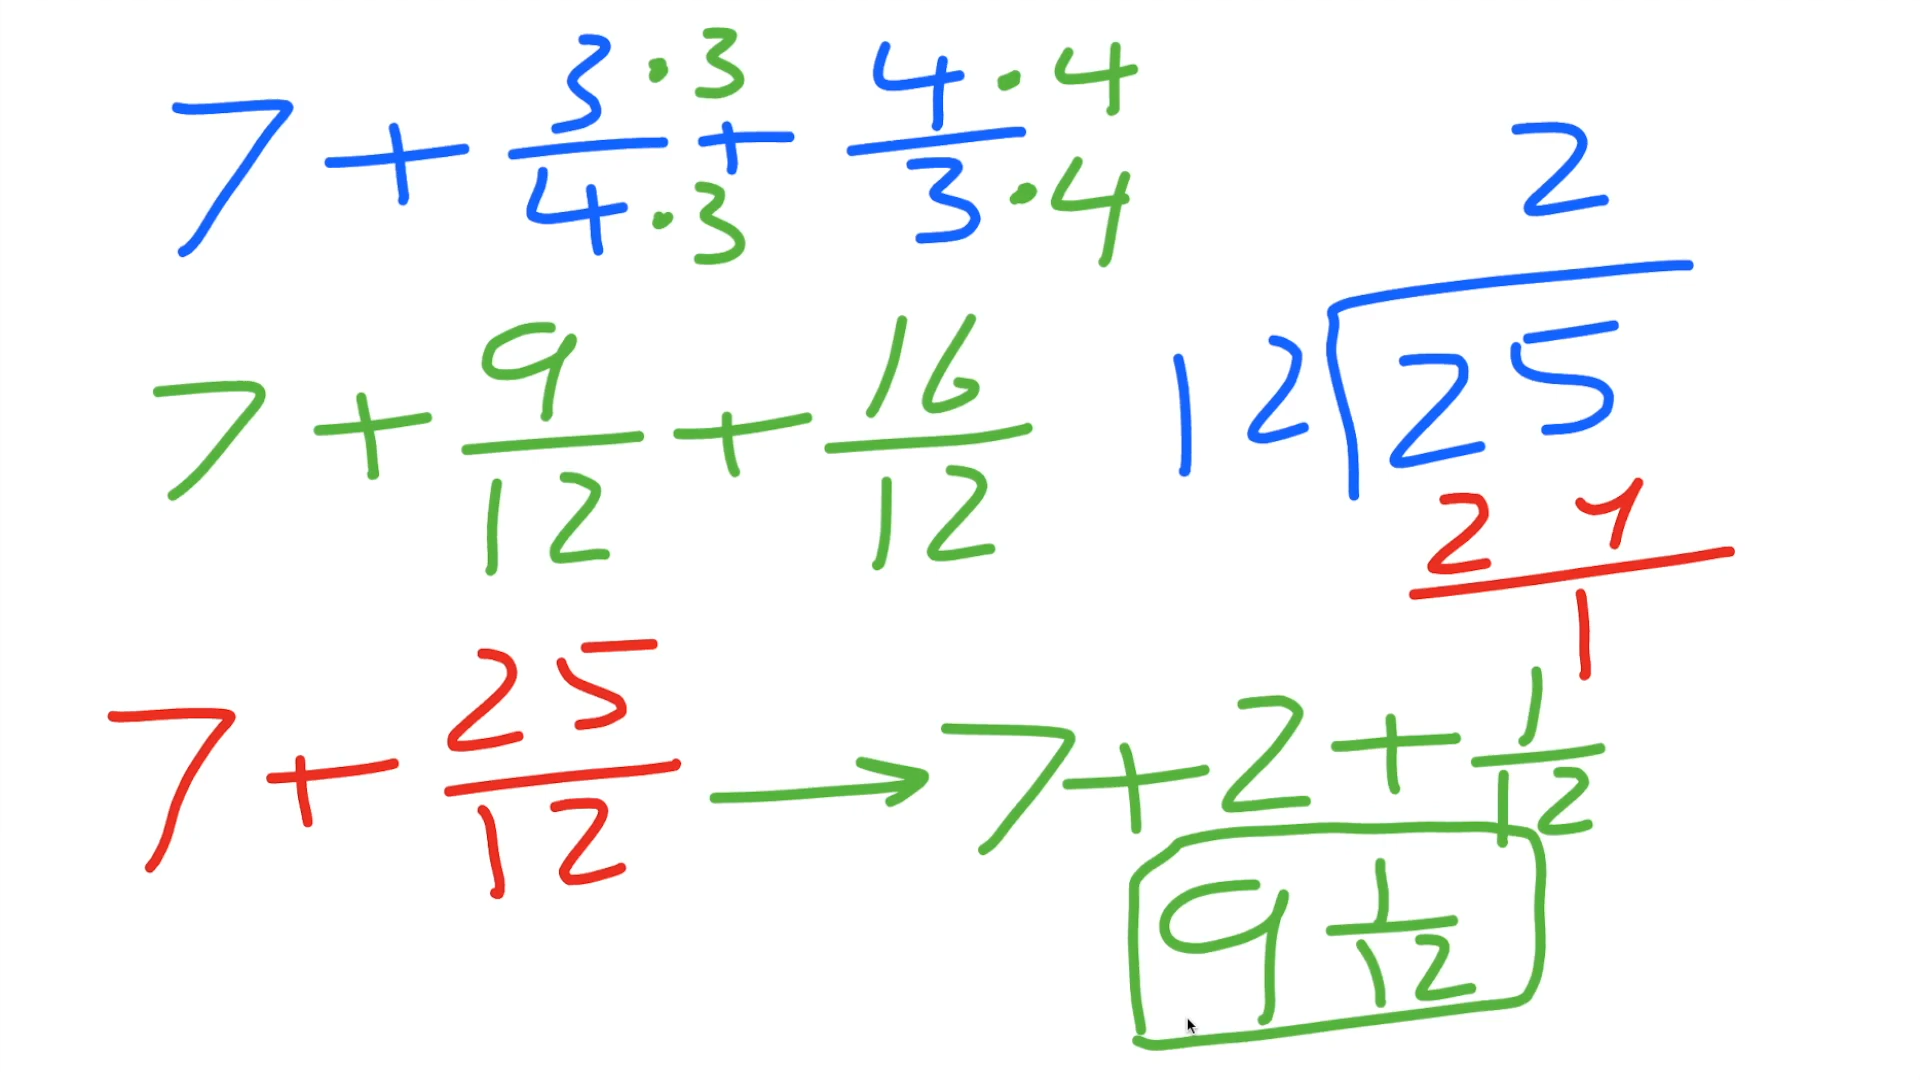 7 + 3/4 · 3/3 + 4/3 · 4/4
7 + 9/12 + 16/12
2
12 25
24
1
7 + 25/12 → 7 + 2 + 1/12
9 1/12